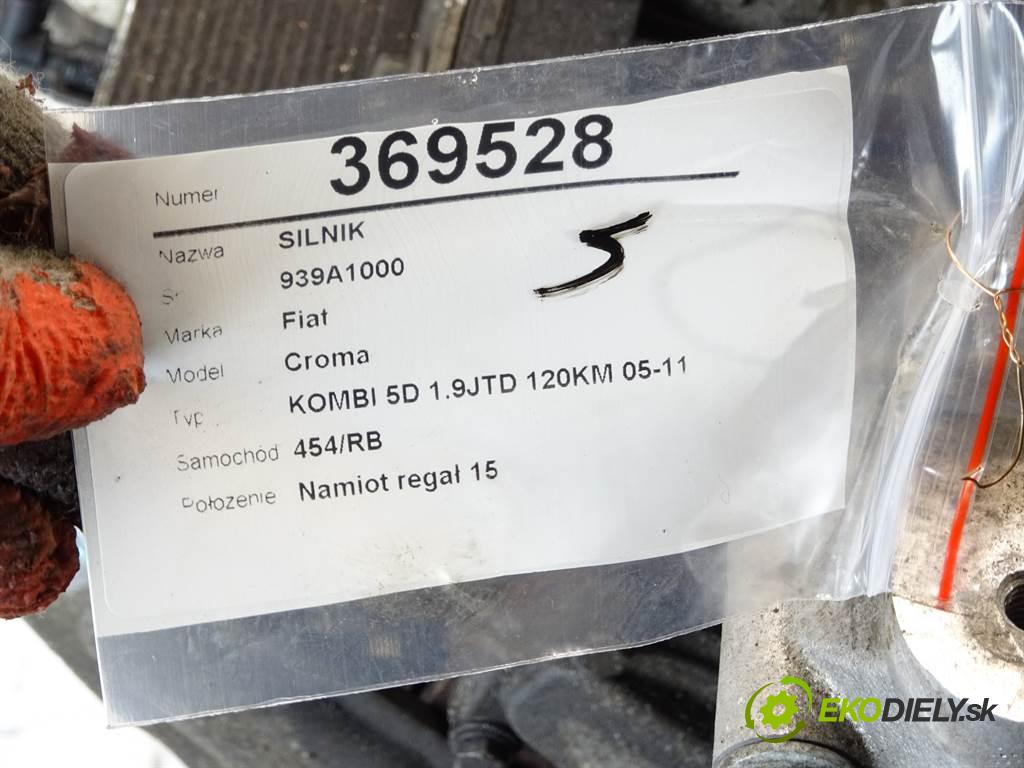 Numer 369528
Nazwa SILNIK
939A1000
Marka Fiat
Model Croma
Typ KOMBI 5D 1.9JTD 120KM 05-11
Samochód 454/RB
Położenie Namiot regał 15
5
EKODIELY.sk